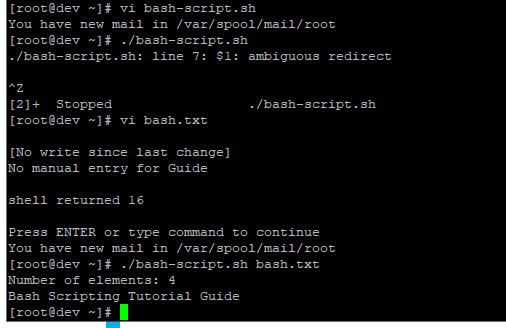 [root@dev ~]# vi bash-script.sh
You have new mail in /var/spool/mail/root
[root@dev ~]# ./bash-script.sh
./bash-script.sh: line 7: $1: ambiguous redirect
^Z
[2]+  Stopped                 ./bash-script.sh
[root@dev ~]# vi bash.txt
[No write since last change]
No manual entry for Guide
shell returned 16
Press ENTER or type command to continue
You have new mail in /var/spool/mail/root
[root@dev ~]# ./bash-script.sh bash.txt
Number of elements: 4
Bash Scripting Tutorial Guide
[root@dev ~]#